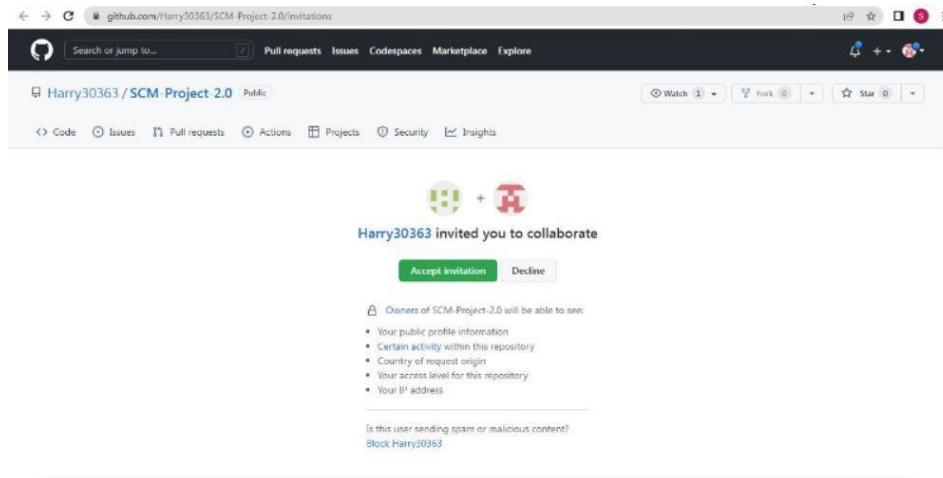 github.com/Harry30363/SCM-Project-2.0/invitations
S
Search or jump to... / Pull requests Issues Codespaces Marketplace Explore
Harry30363 / SCM-Project-2.0 Public
Watch 1 Fork 0 Star 0
Code Issues Pull requests Actions Projects Security Insights
+
Harry30363 invited you to collaborate
Accept invitation Decline
Owners of SCM-Project-2.0 will be able to see:
• Your public profile information
• Certain activity within this repository
• Country of request origin
• Your access level for this repository
• Your IP address
Is this user sending spam or malicious content?
Block Harry30363